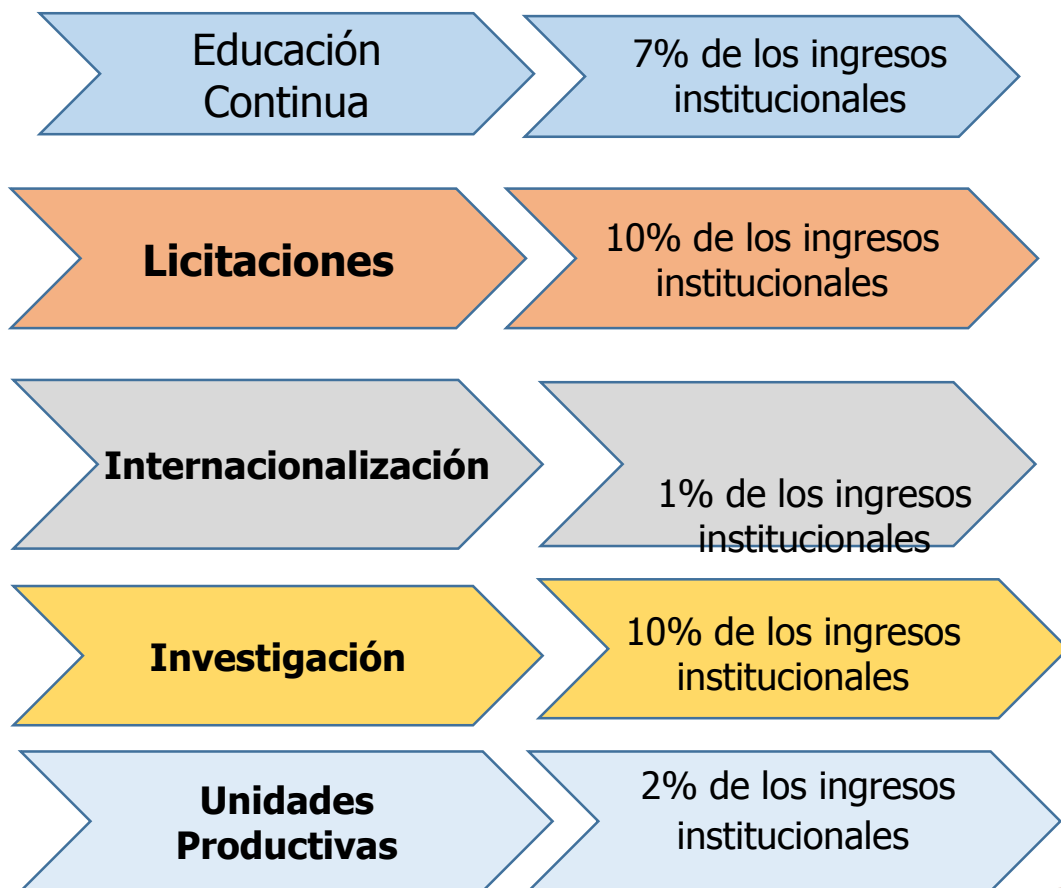 Educación
Continua
7% de los ingresos
institucionales
Licitaciones
10% de los ingresos
institucionales
Internacionalización
1% de los ingresos
institucionales
Investigación
10% de los ingresos
institucionales
Unidades
Productivas
2% de los ingresos
institucionales